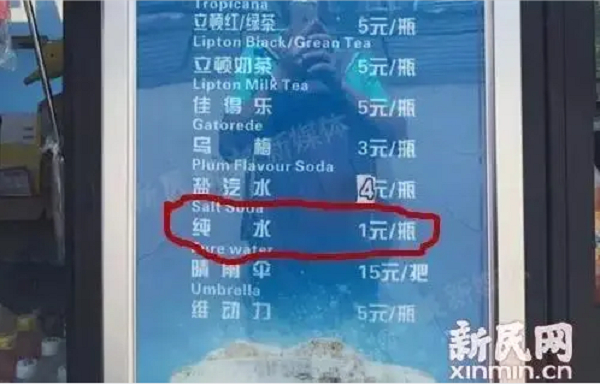 Tropicana
立顿红/绿茶 5元/瓶
Lipton Black/Grean Tea
立顿奶茶 5元/瓶
Lipton Milk Tea
佳得乐 5元/瓶
Gatorede
乌梅 3元/瓶
Plum Flavour Soda
盐汽水 4元/瓶
Salt Soda
纯水 1元/瓶
Pure water
晴雨伞 15元/把
Umbrella
维动力 5元/瓶
新民网
xinmin.cn